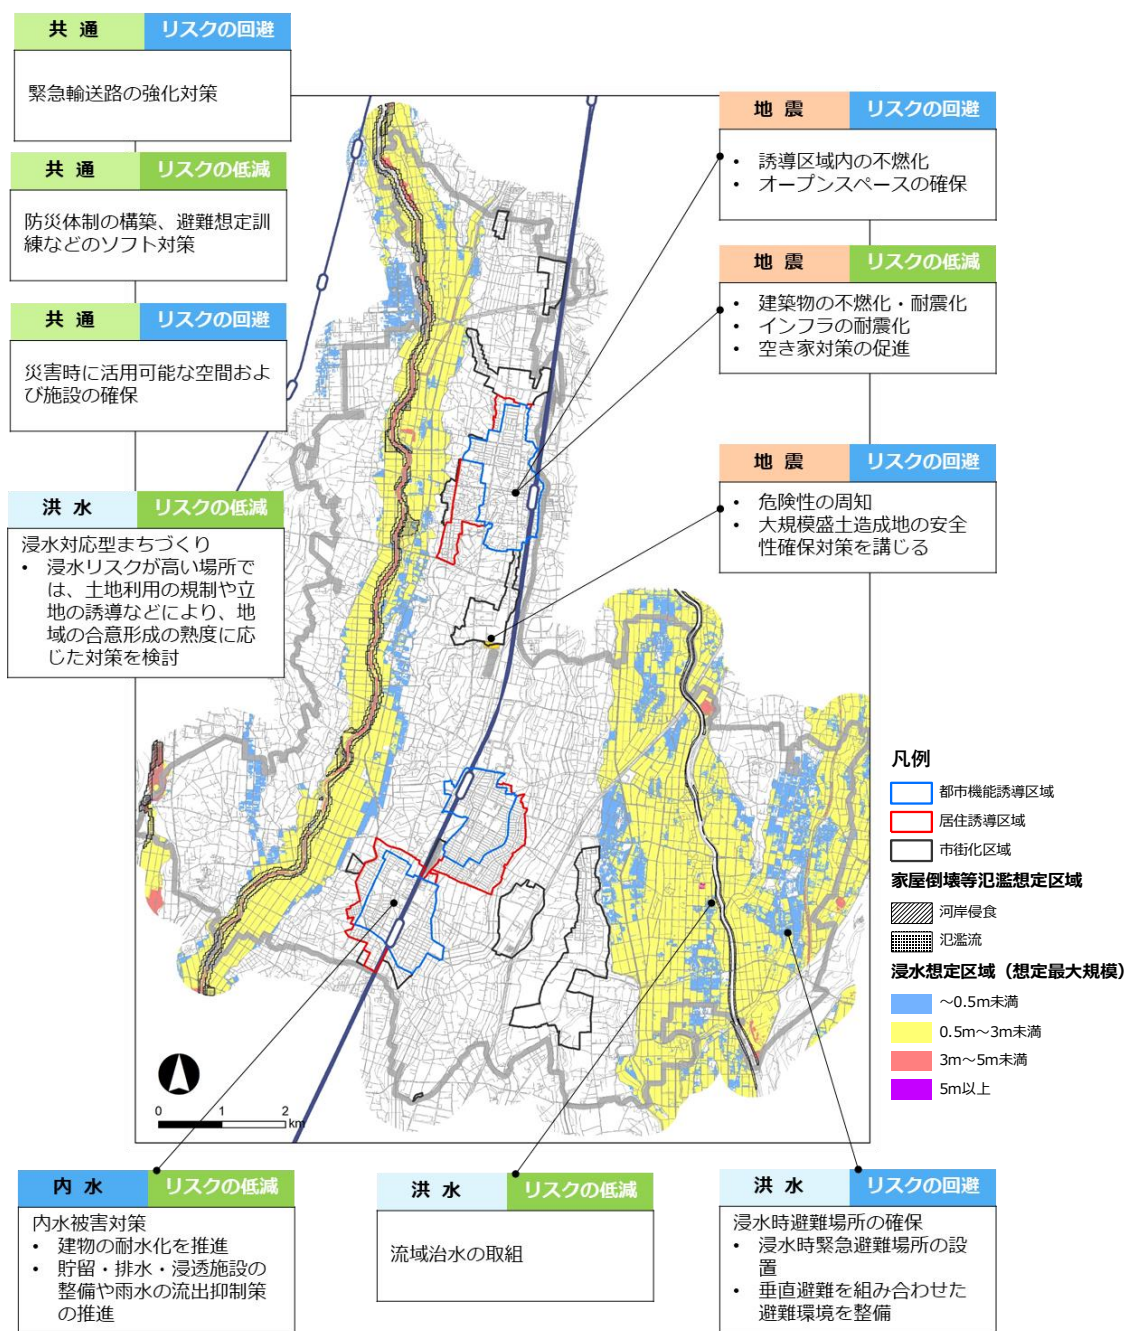 共 通 リスクの回避
緊急輸送路の強化対策
共 通 リスクの低減
防災体制の構築、避難想定訓
練などのソフト対策
共 通 リスクの回避
災害時に活用可能な空間およ
び施設の確保
洪 水 リスクの低減
浸水対応型まちづくり
• 浸水リスクが高い場所で
は、土地利用の規制や立
地の誘導などにより、地
域の合意形成の熟度に応
じた対策を検討
地 震 リスクの回避
• 誘導区域内の不燃化
• オープンスペースの確保
地 震 リスクの低減
• 建築物の不燃化・耐震化
• インフラの耐震化
• 空き家対策の促進
地 震 リスクの回避
• 危険性の周知
• 大規模盛土造成地の安全
性確保対策を講じる
凡例
都市機能誘導区域
居住誘導区域
市街化区域
家屋倒壊等氾濫想定区域
河岸侵食
氾濫流
浸水想定区域（想定最大規模）
～0.5m未満
0.5m～3m未満
3m～5m未満
5m以上
0 1 2
km
内 水 リスクの低減
内水被害対策
• 建物の耐水化を推進
• 貯留・排水・浸透施設の
整備や雨水の流出抑制策
の推進
洪 水 リスクの低減
流域治水の取組
洪 水 リスクの回避
浸水時避難場所の確保
• 浸水時緊急避難場所の設
置
• 垂直避難を組み合わせた
避難環境を整備